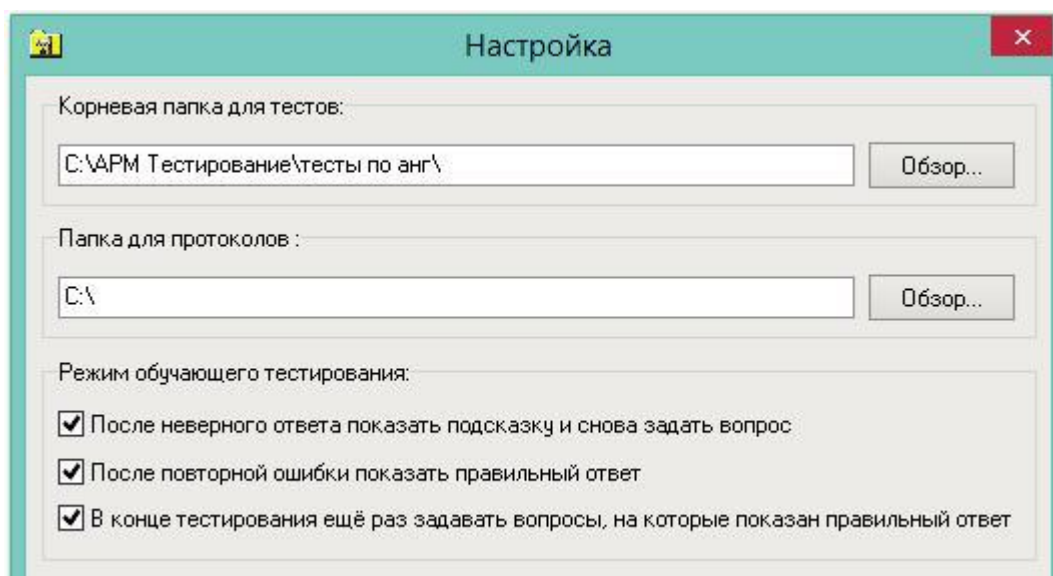 Настройка
Корневая папка для тестов:
C:\АРМ Тестирование\тесты по анг\
Обзор...
Папка для протоколов :
C:\
Обзор...
Режим обучающего тестирования:
После неверного ответа показать подсказку и снова задать вопрос
После повторной ошибки показать правильный ответ
В конце тестирования ещё раз задавать вопросы, на которые показан правильный ответ